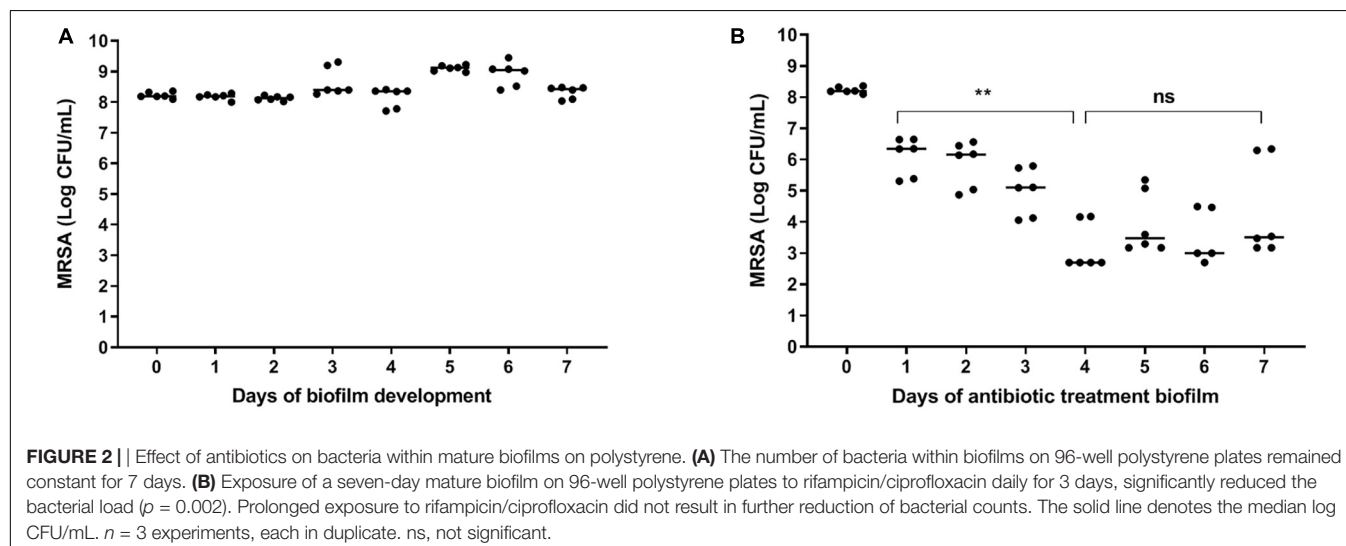 A
10
9
8
7
6
5
4
3
2
1
0
MRSA (Log CFU/mL)
0 1 2 3 4 5 6 7
Days of biofilm development
B
10
9
8
7
6
5
4
3
2
1
0
MRSA (Log CFU/mL)
**
ns
0 1 2 3 4 5 6 7
Days of antibiotic treatment biofilm
FIGURE 2 | | Effect of antibiotics on bacteria within mature biofilms on polystyrene. (A) The number of bacteria within biofilms on 96-well polystyrene plates remained
constant for 7 days. (B) Exposure of a seven-day mature biofilm on 96-well polystyrene plates to rifampicin/ciprofloxacin daily for 3 days, significantly reduced the
bacterial load (p = 0.002). Prolonged exposure to rifampicin/ciprofloxacin did not result in further reduction of bacterial counts. The solid line denotes the median log
CFU/mL. n = 3 experiments, each in duplicate. ns, not significant.